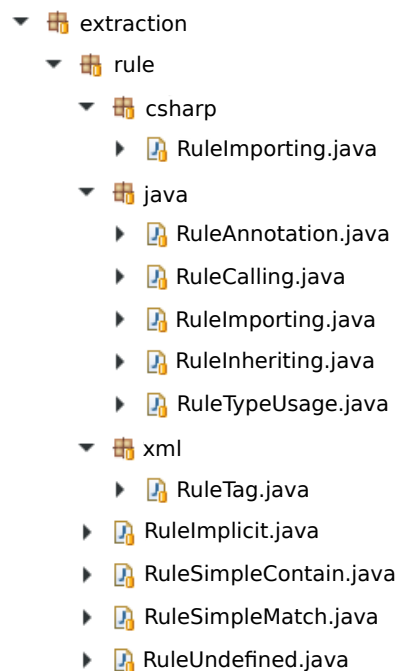 extraction
rule
csharp
RuleImporting.java
java
RuleAnnotation.java
RuleCalling.java
RuleImporting.java
RuleInheriting.java
RuleTypeUsage.java
xml
RuleTag.java
RuleImplicit.java
RuleSimpleContain.java
RuleSimpleMatch.java
RuleUndefined.java